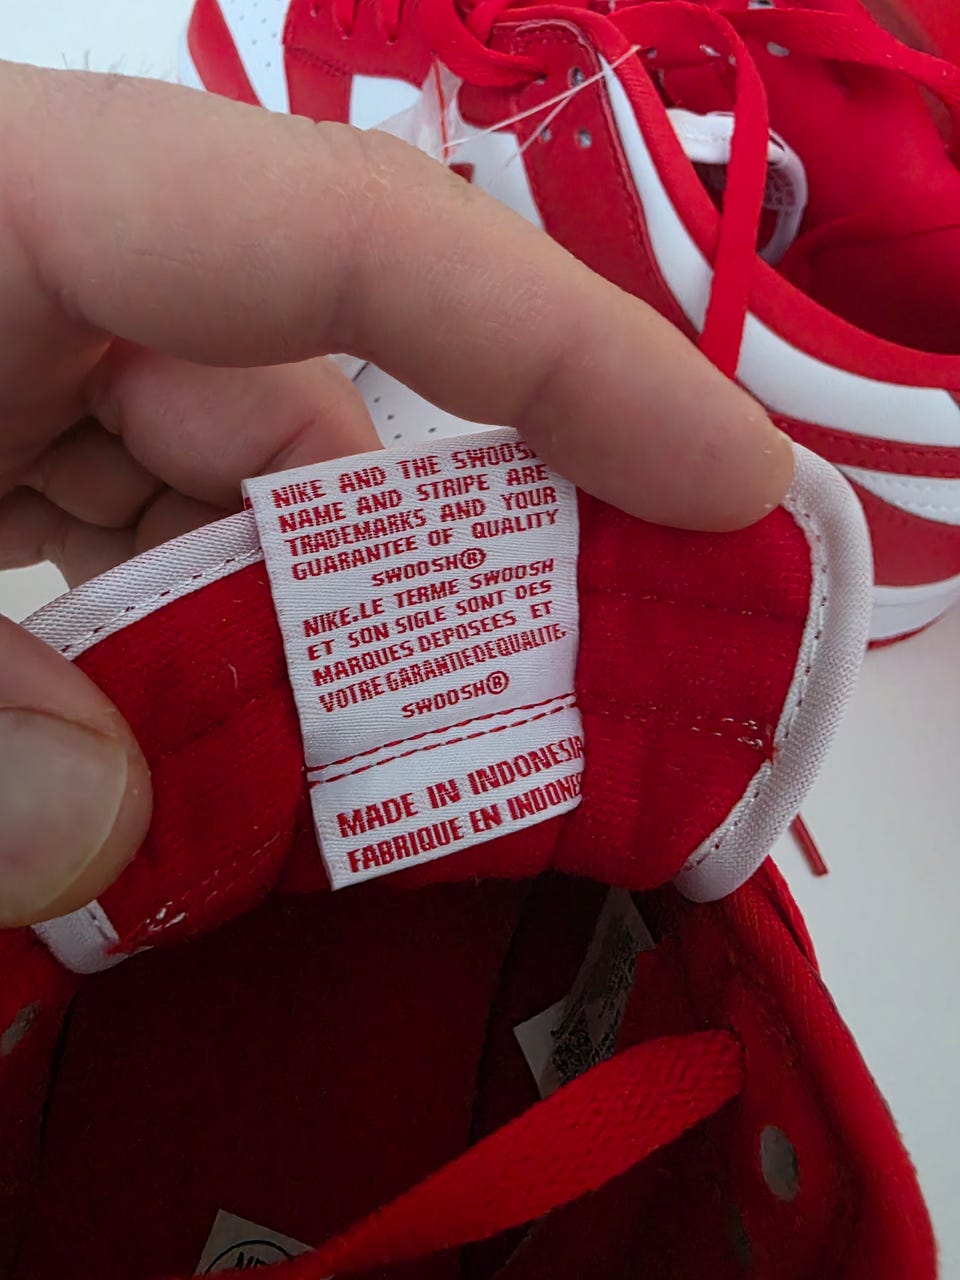 NIKE AND THE SWOOSH
NAME AND STRIPE ARE
TRADEMARKS AND YOUR
GUARANTEE OF QUALITY
SWOOSH®
NIKE.LE TERME SWOOSH
ET SON SIGLE SONT DES
MARQUES DEPOSEES ET
VOTRE GARANTIEDEQUALITE.
SWOOSH®
MADE IN INDONESIA
FABRIQUE EN INDONE